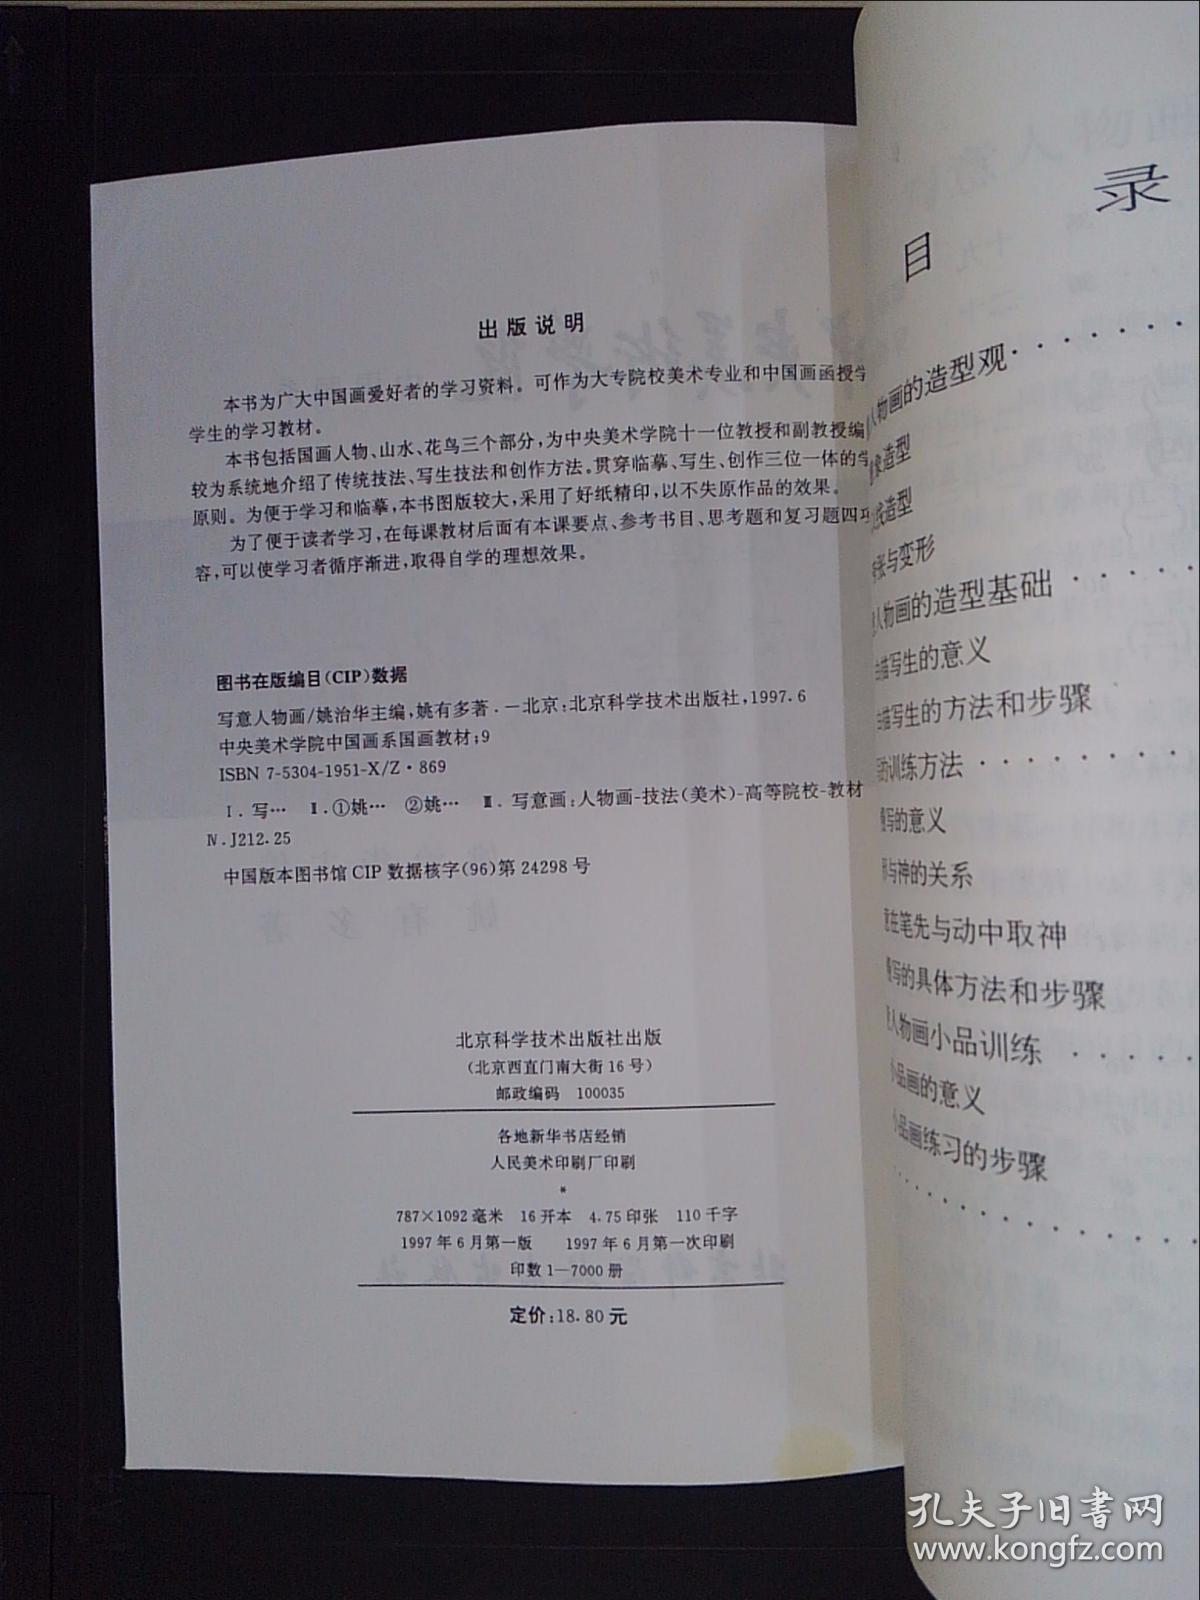 出版说明
本书为广大中国画爱好者的学习资料。可作为大专院校美术专业和中国画函授学
学生的学习教材。
本书包括国画人物、山水、花鸟三个部分,为中央美术学院十一位教授和副教授编
较为系统地介绍了传统技法、写生技法和创作方法。贯穿临摹、写生、创作三位一体的学
原则。为便于学习和临摹,本书图版较大,采用了好纸精印,以不失原作品的效果。
为了便于读者学习,在每课教材后面有本课要点、参考书目、思考题和复习题四项
容,可以使学习者循序渐进,取得自学的理想效果。
图书在版编目(CIP)数据
写意人物画/姚治华主编,姚有多著.—北京:北京科学技术出版社,1997.6
中央美术学院中国画系国画教材;9
ISBN 7-5304-1951-X/Z·869
Ⅰ.写… Ⅱ.①姚… ②姚… Ⅲ.写意画:人物画-技法(美术)-高等院校-教材
Ⅳ.J212.25
中国版本图书馆CIP数据核字(96)第24298号
北京科学技术出版社出版
(北京西直门南大街16号)
邮政编码 100035
各地新华书店经销
人民美术印刷厂印刷
*
787×1092毫米 16开本 4.75印张 110千字
1997年6月第一版 1997年6月第一次印刷
印数1—7000册
定价:18.80元
目录
人物画的造型观·······
造型
造型
与变形
人物画的造型基础·····
描写生的意义
描写生的方法和步骤
的训练方法········
写的意义
形与神的关系
意在笔先与动中取神
写的具体方法和步骤
人物画小品训练·····
小品画的意义
小品画练习的步骤
孔夫子旧书网
www.kongfz.com